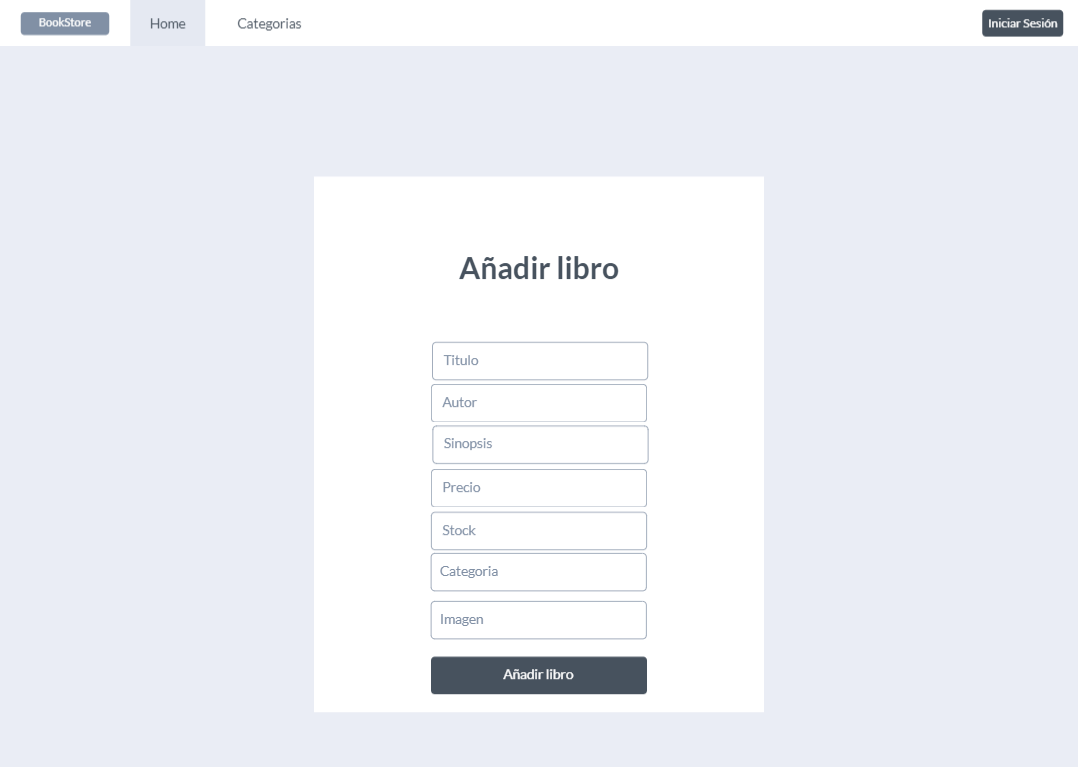 BookStore
Home
Categorias
Iniciar Sesión
Añadir libro
Titulo
Autor
Sinopsis
Precio
Stock
Categoria
Imagen
Añadir libro